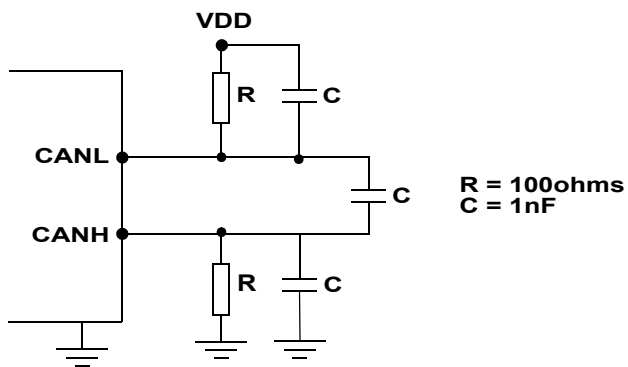 VDD
R
C
CANL
C
R = 100ohms
C = 1nF
CANH
R
C